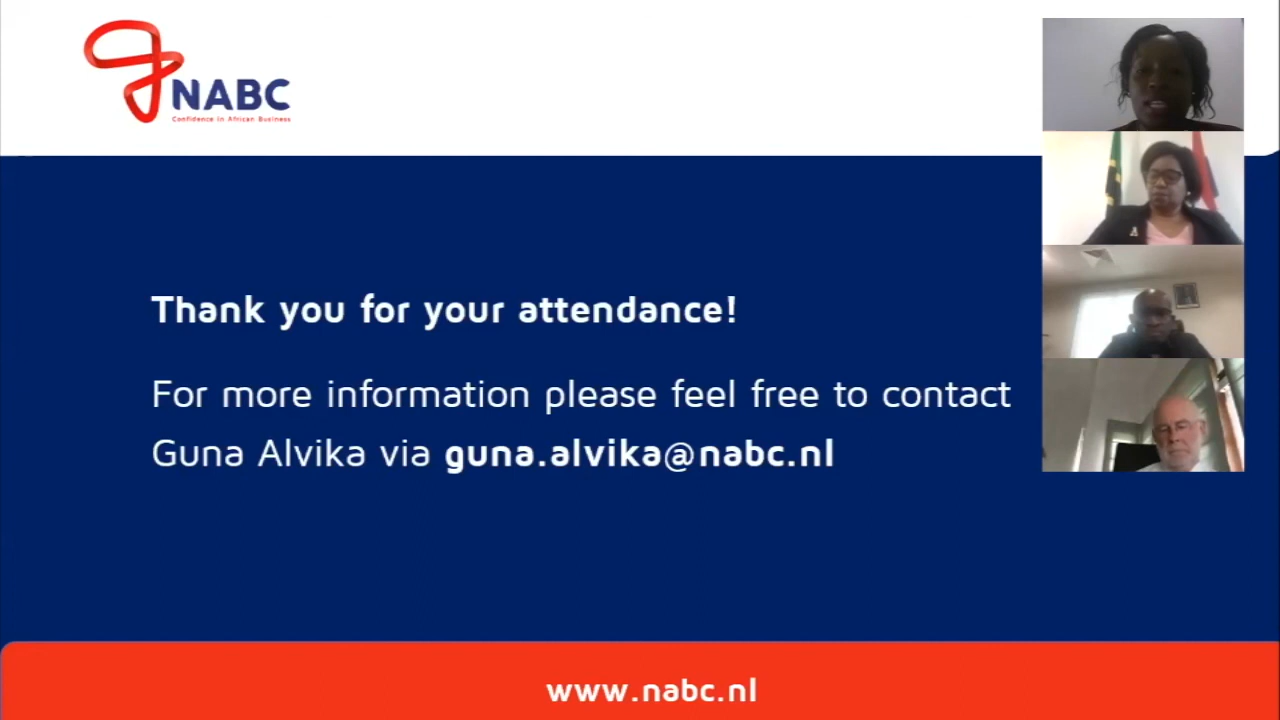 NABC
Confidence in African Business
Thank you for your attendance!
For more information please feel free to contact
Guna Alvika via guna.alvika@nabc.nl
www.nabc.nl